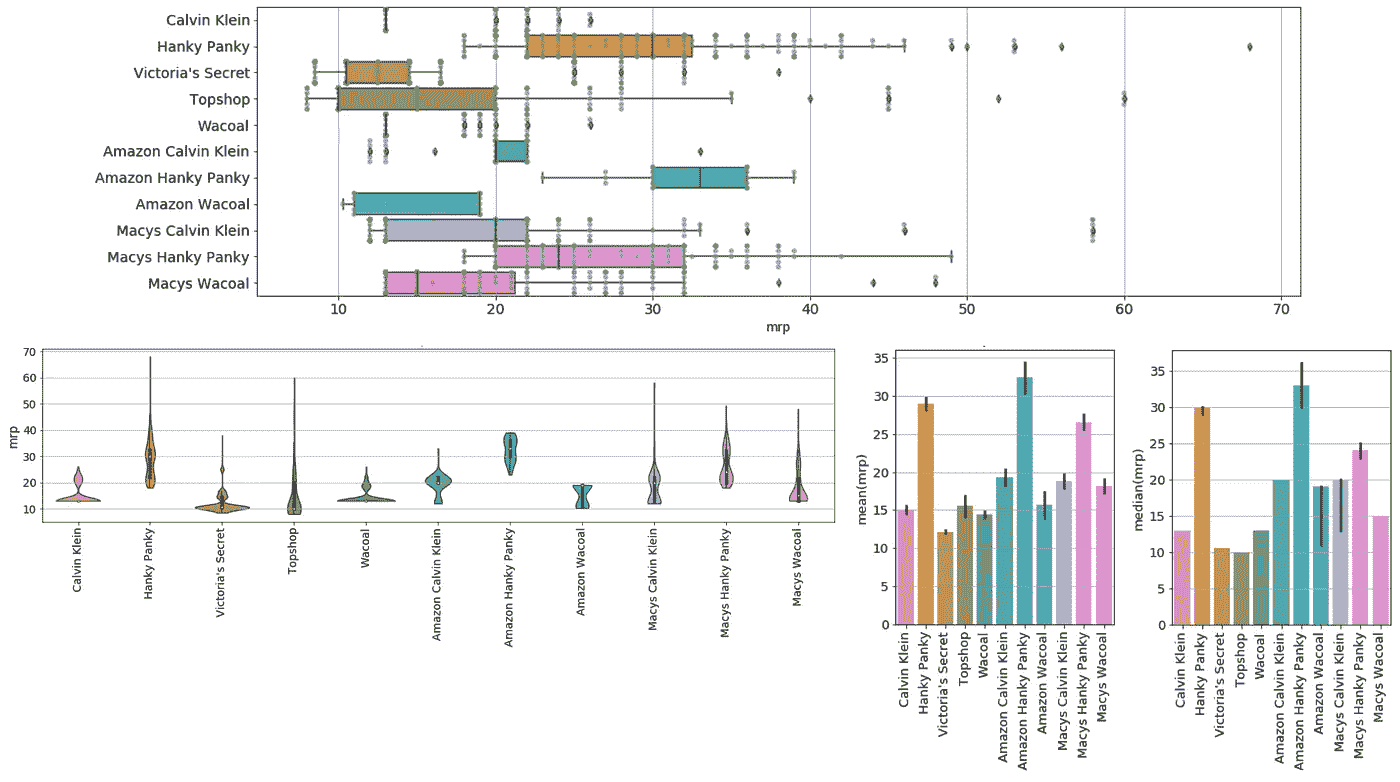 Calvin Klein
Hanky Panky
Victoria's Secret
Topshop
Wacoal
Amazon Calvin Klein
Amazon Hanky Panky
Amazon Wacoal
Macys Calvin Klein
Macys Hanky Panky
Macys Wacoal
10 20 30 40 50 60 70
mrp
70
60
50
40
30
20
10
mrp
Calvin Klein
Hanky Panky
Victoria's Secret
Topshop
Wacoal
Amazon Calvin Klein
Amazon Hanky Panky
Amazon Wacoal
Macys Calvin Klein
Macys Hanky Panky
Macys Wacoal
35
30
25
20
15
10
5
0
mean(mrp)
Calvin Klein
Hanky Panky
Victoria's Secret
Topshop
Wacoal
Amazon Calvin Klein
Amazon Hanky Panky
Amazon Wacoal
Macys Calvin Klein
Macys Hanky Panky
Macys Wacoal
35
30
25
20
15
10
5
0
median(mrp)
Calvin Klein
Hanky Panky
Victoria's Secret
Topshop
Wacoal
Amazon Calvin Klein
Amazon Hanky Panky
Amazon Wacoal
Macys Calvin Klein
Macys Hanky Panky
Macys Wacoal